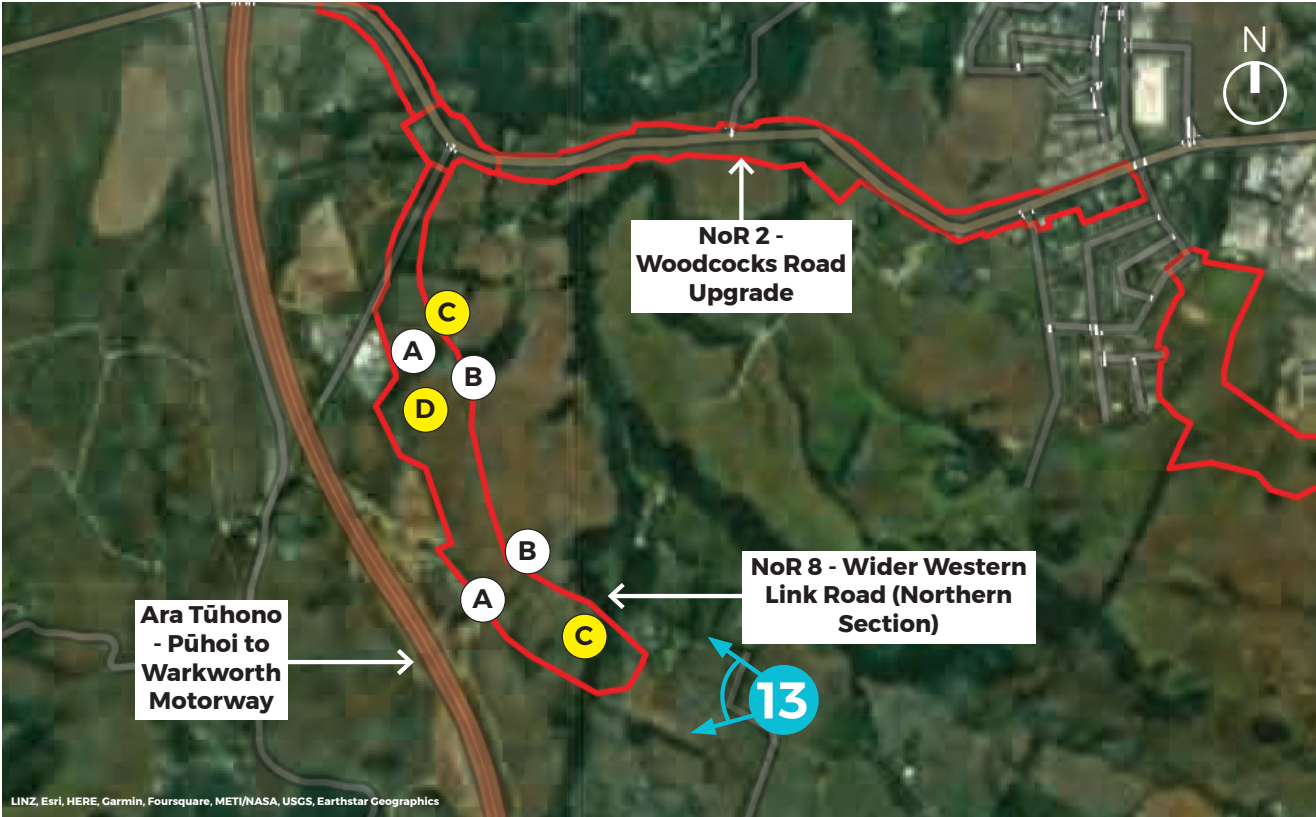 N
NoR 2 -
Woodcocks Road
Upgrade
C
A
B
D
B
NoR 8 - Wider Western
Link Road (Northern
Section)
A
C
Ara Tūhono
- Pūhoi to
Warkworth
Motorway
13
LINZ, Esri, HERE, Garmin, Foursquare, METI/NASA, USGS, Earthstar Geographics